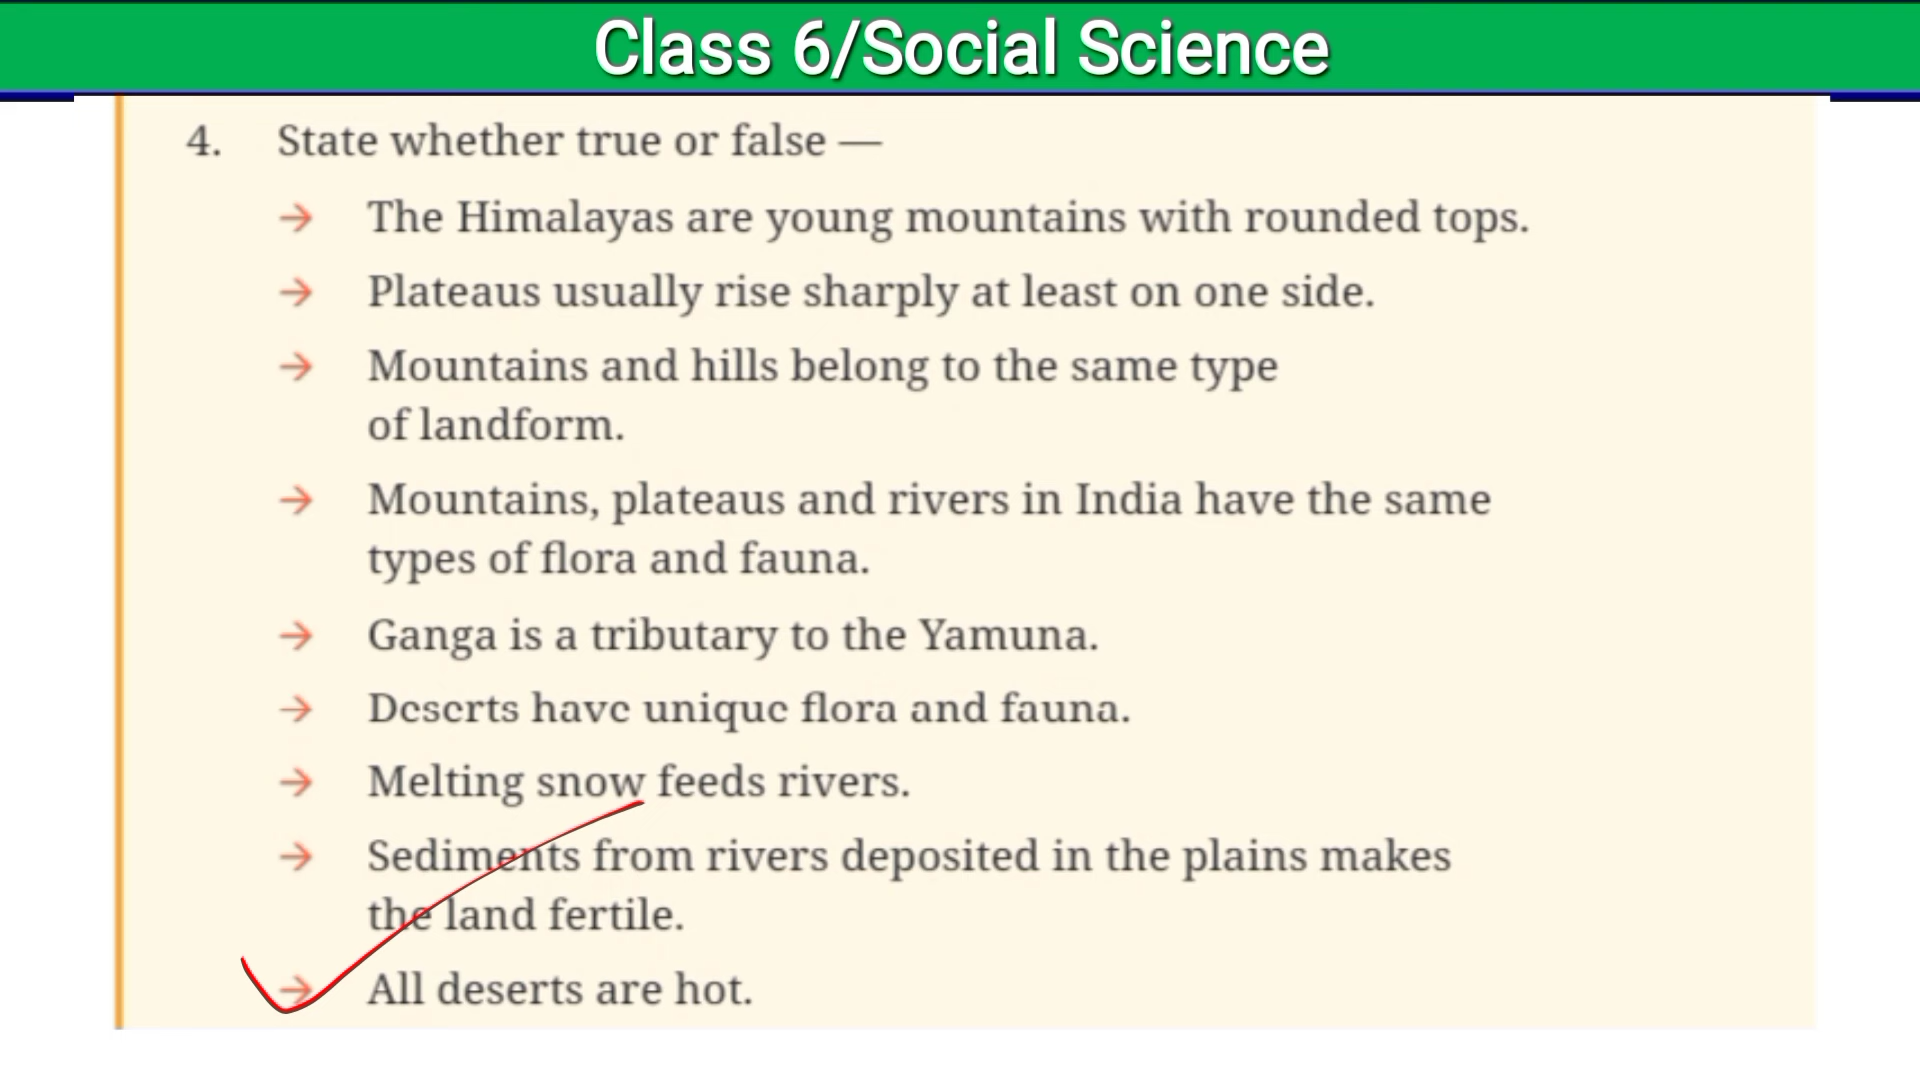 Class 6/Social Science
4. State whether true or false —
→ The Himalayas are young mountains with rounded tops.
→ Plateaus usually rise sharply at least on one side.
→ Mountains and hills belong to the same type
of landform.
→ Mountains, plateaus and rivers in India have the same
types of flora and fauna.
→ Ganga is a tributary to the Yamuna.
→ Deserts have unique flora and fauna.
→ Melting snow feeds rivers.
→ Sediments from rivers deposited in the plains makes
the land fertile.
→ All deserts are hot.